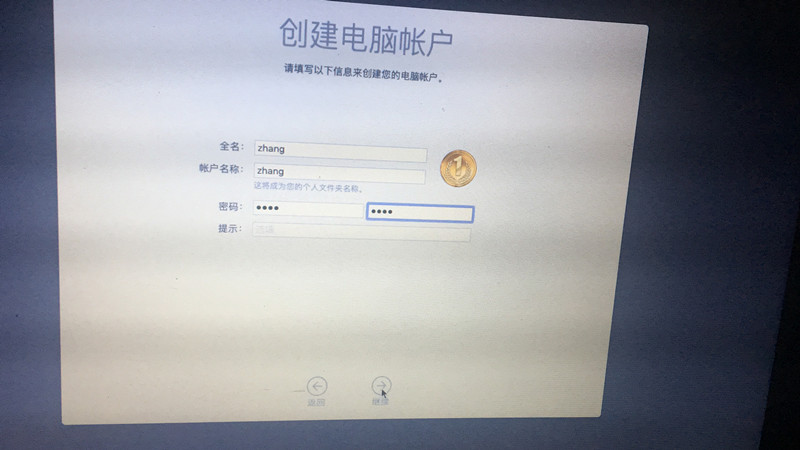 创建电脑帐户
请填写以下信息来创建您的电脑帐户。
全名： zhang
帐户名称： zhang
这将成为您的个人文件夹名称。
密码： •••• ••••
提示：
返回 继续